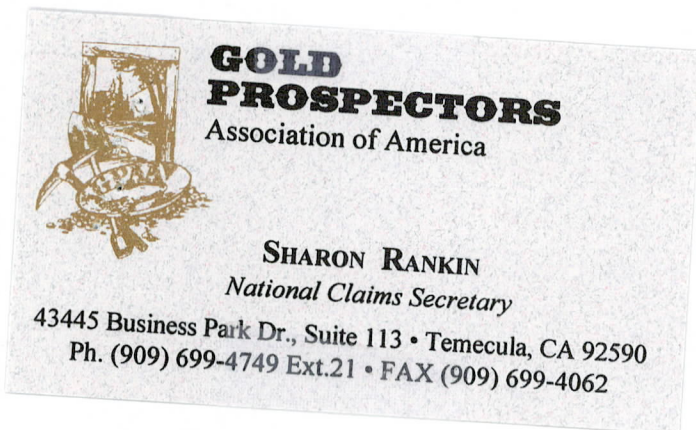 GOLD
PROSPECTORS
Association of America
GPAA
SHARON RANKIN
National Claims Secretary
43445 Business Park Dr., Suite 113 • Temecula, CA 92590
Ph. (909) 699-4749 Ext.21 • FAX (909) 699-4062